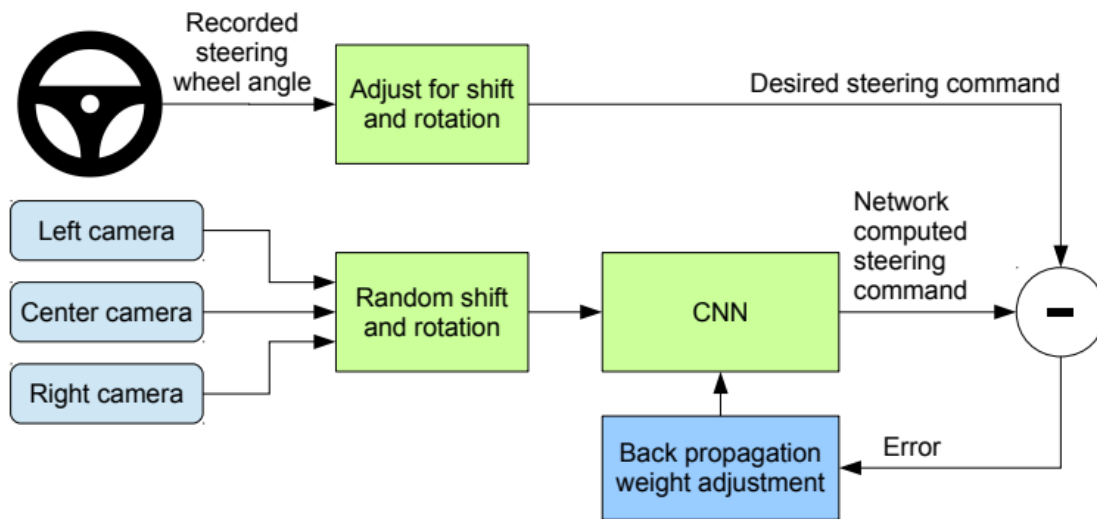 Recorded
steering
wheel angle
Adjust for shift
and rotation
Desired steering command
Left camera
Center camera
Right camera
Random shift
and rotation
CNN
Network
computed
steering
command
-
Back propagation
weight adjustment
Error